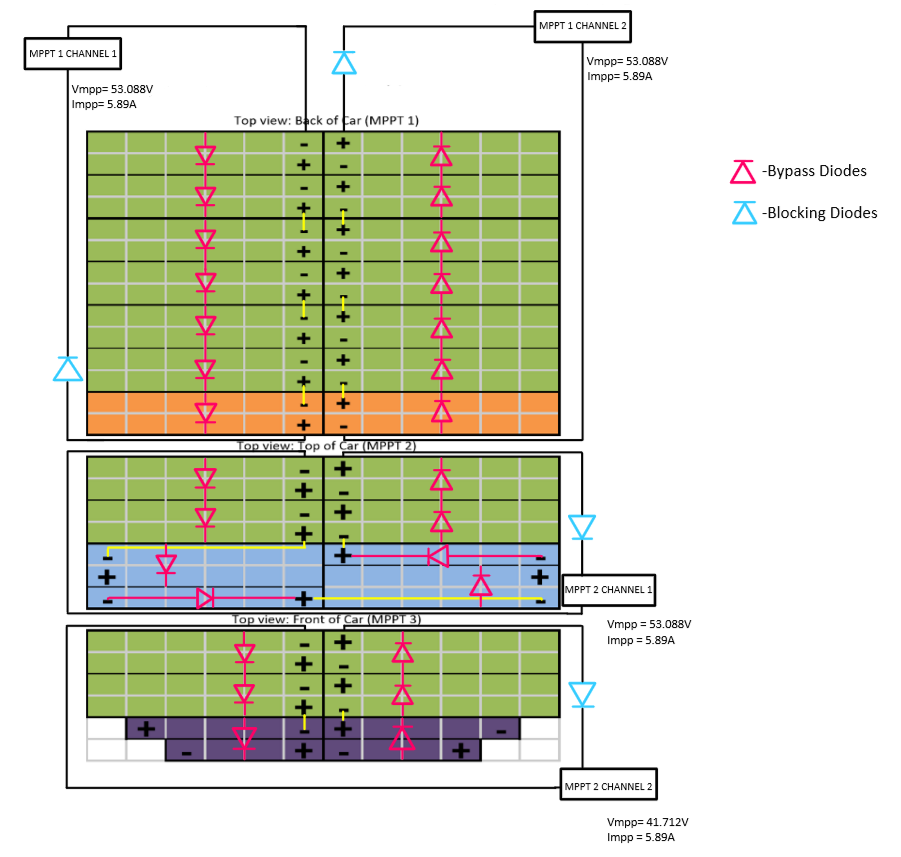 MPPT 1 CHANNEL 2
MPPT 1 CHANNEL 1
Vmpp= 53.088V
Impp= 5.89A
Vmpp= 53.088V
Impp= 5.89A
Top view: Back of Car (MPPT 1)
-Bypass Diodes
-Blocking Diodes
Top view: Top of Car (MPPT 2)
MPPT 2 CHANNEL 1
Top view: Front of Car (MPPT 3)
Vmpp= 53.088V
Impp = 5.89A
MPPT 2 CHANNEL 2
Vmpp= 41.712V
Impp = 5.89A